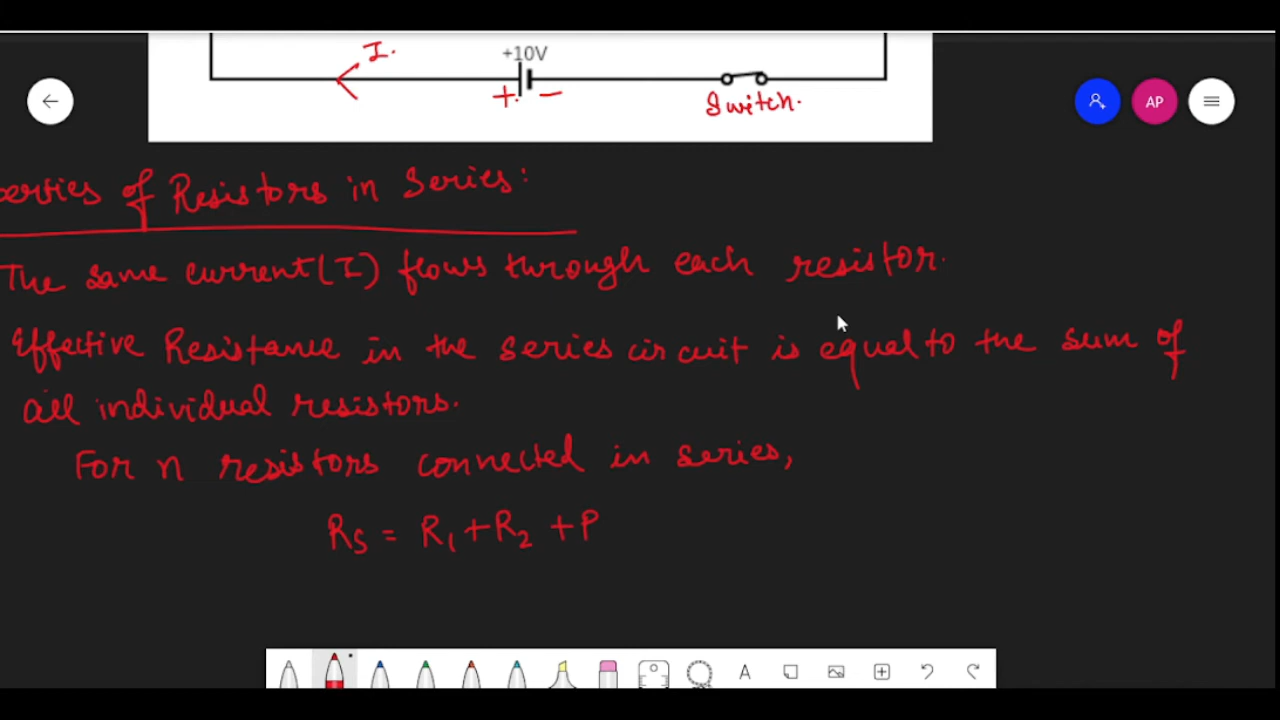 I.
+10V
+. −
Switch.
AP
perties of Resistors in Series:
The same current (I) flows through each resistor.
Effective Resistance in the series circuit is equal to the sum of
all individual resistors.
For n resistors connected in series,
Rs = R1 + R2 + P
A